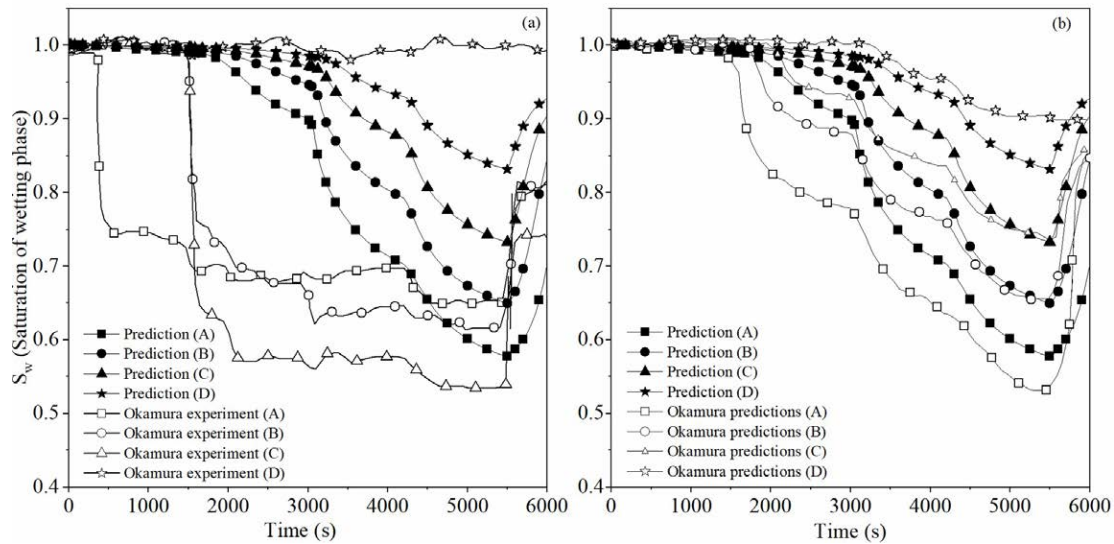 (a)
1.0
0.9
0.8
0.7
0.6
0.5
0.4
S_w (Saturation of wetting phase)
Prediction (A)
Prediction (B)
Prediction (C)
Prediction (D)
Okamura experiment (A)
Okamura experiment (B)
Okamura experiment (C)
Okamura experiment (D)
0 1000 2000 3000 4000 5000 6000
Time (s)
(b)
1.0
0.9
0.8
0.7
0.6
0.5
0.4
Prediction (A)
Prediction (B)
Prediction (C)
Prediction (D)
Okamura predictions (A)
Okamura predictions (B)
Okamura predictions (C)
Okamura predictions (D)
0 1000 2000 3000 4000 5000 6000
Time (s)